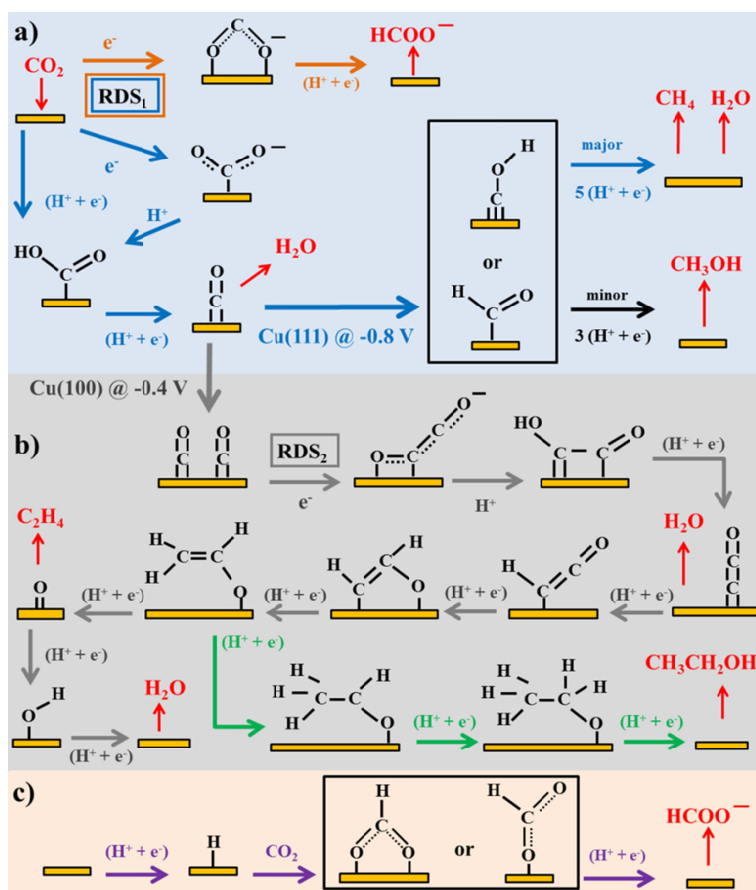 a)
CO2
e-
RDS1
O C O −
(H+ + e-)
HCOO−
e-
O O −
C
(H+ + e-)
H+
HO O
C
(H+ + e-)
O
C
H2O
Cu(111) @ -0.8 V
H
O
C
or
H O
C
major
5 (H+ + e-)
CH4 H2O
minor
3 (H+ + e-)
CH3OH
Cu(100) @ -0.4 V
b)
O O
C C
RDS2
e-
O C C O −
H+
HO O
C C
(H+ + e-)
C2H4
O
(H+ + e-)
H H
C C
H O
(H+ + e-)
H
C
C O
(H+ + e-)
O
C
H C
(H+ + e-)
H2O
O
C
C
(H+ + e-)
H
O
(H+ + e-)
H2O
(H+ + e-)
H H
H C C
H O
(H+ + e-)
H H
H C C H
H O
(H+ + e-)
CH3CH2OH
c)
(H+ + e-)
H
CO2
H
C
O O
or
H O
C
O
(H+ + e-)
HCOO−